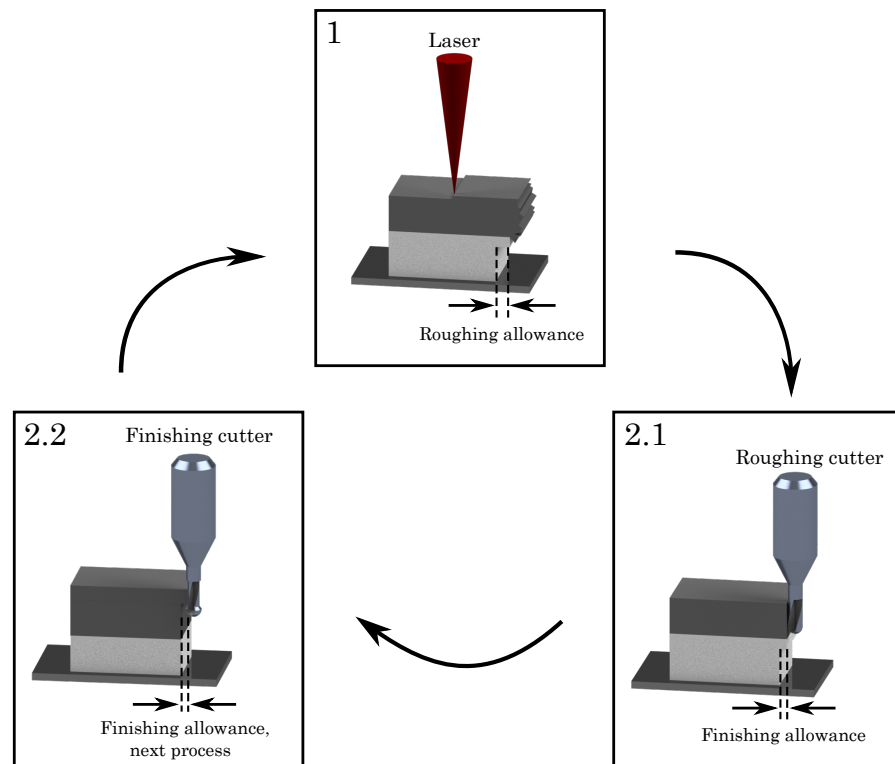 1
Laser
Roughing allowance
2.2
Finishing cutter
Finishing allowance,
next process
2.1
Roughing cutter
Finishing allowance